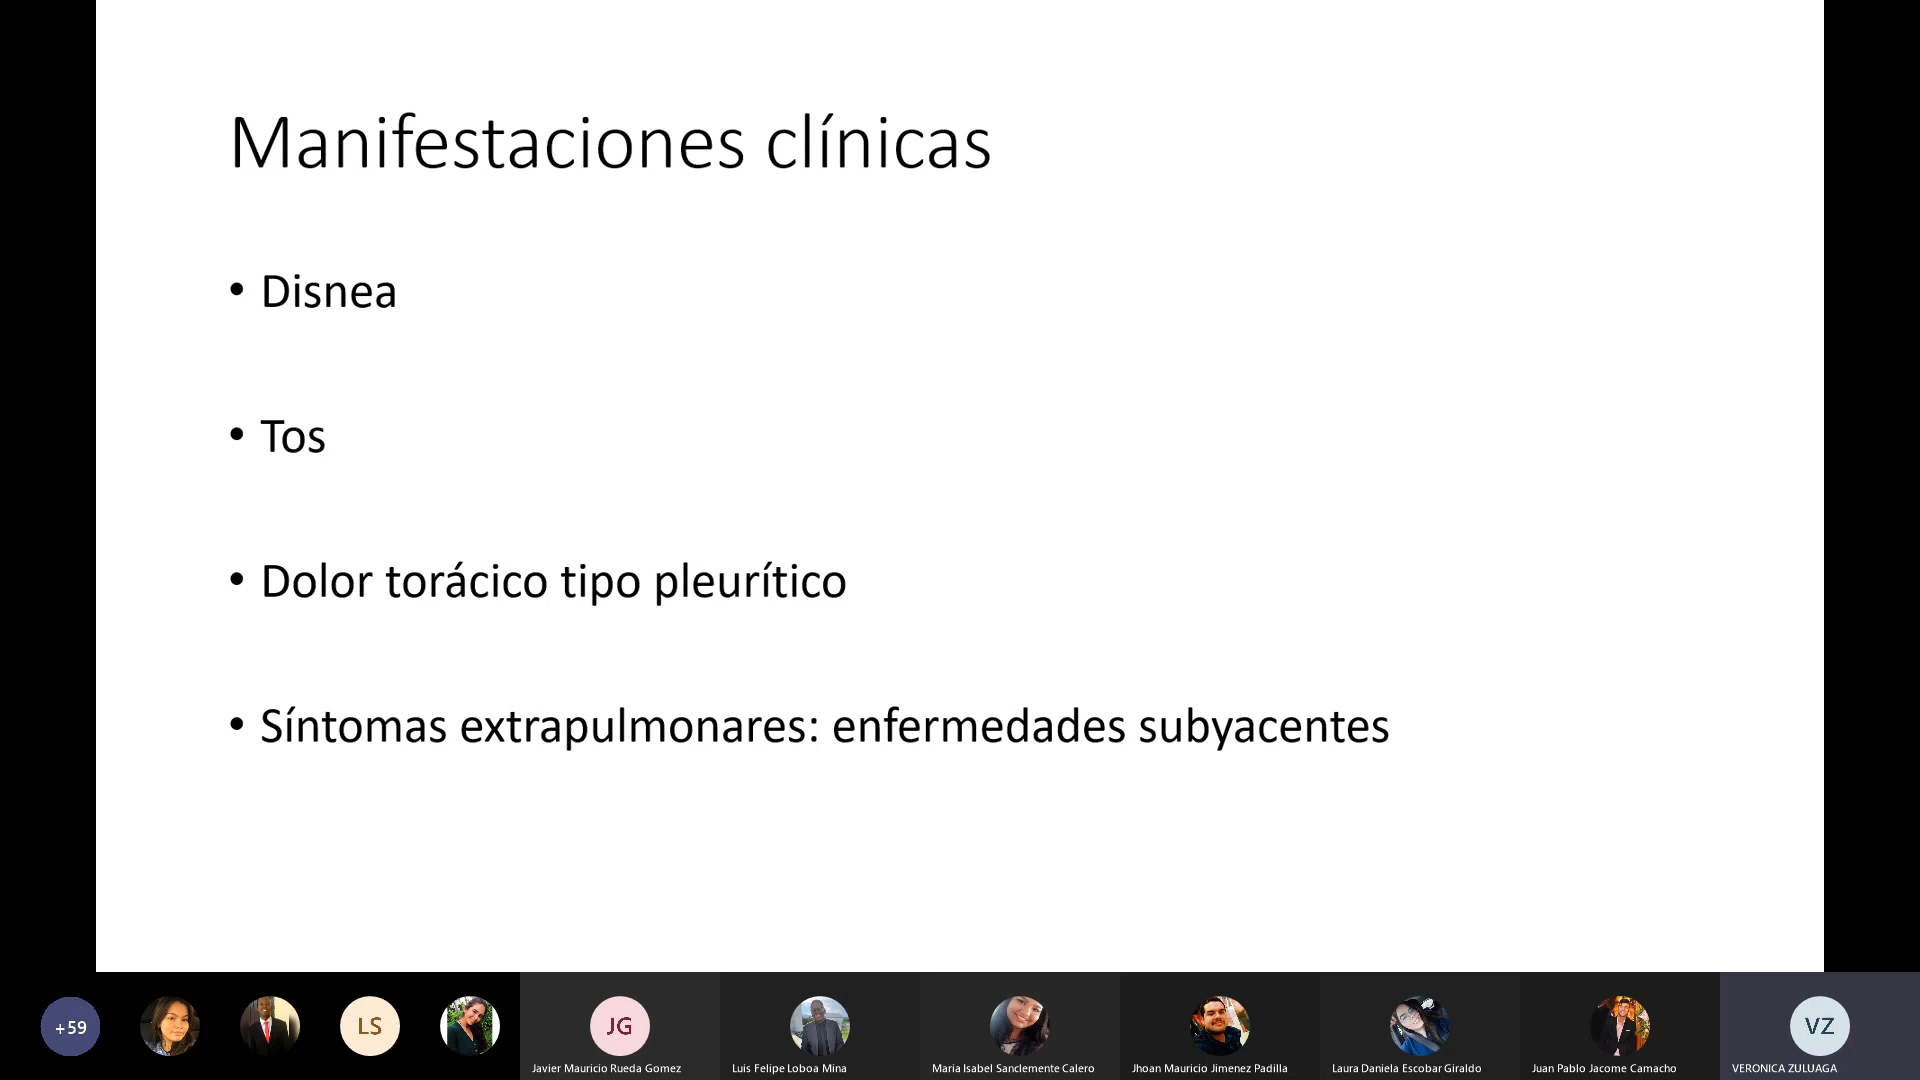 Manifestaciones clínicas
• Disnea
• Tos
• Dolor torácico tipo pleurítico
• Síntomas extrapulmonares: enfermedades subyacentes
+59
LS
JG
VZ
Javier Mauricio Rueda Gomez
Luis Felipe Loboa Mina
Maria Isabel Sanclemente Calero
Jhoan Mauricio Jimenez Padilla
Laura Daniela Escobar Giraldo
Juan Pablo Jacome Camacho
VERONICA ZULUAGA